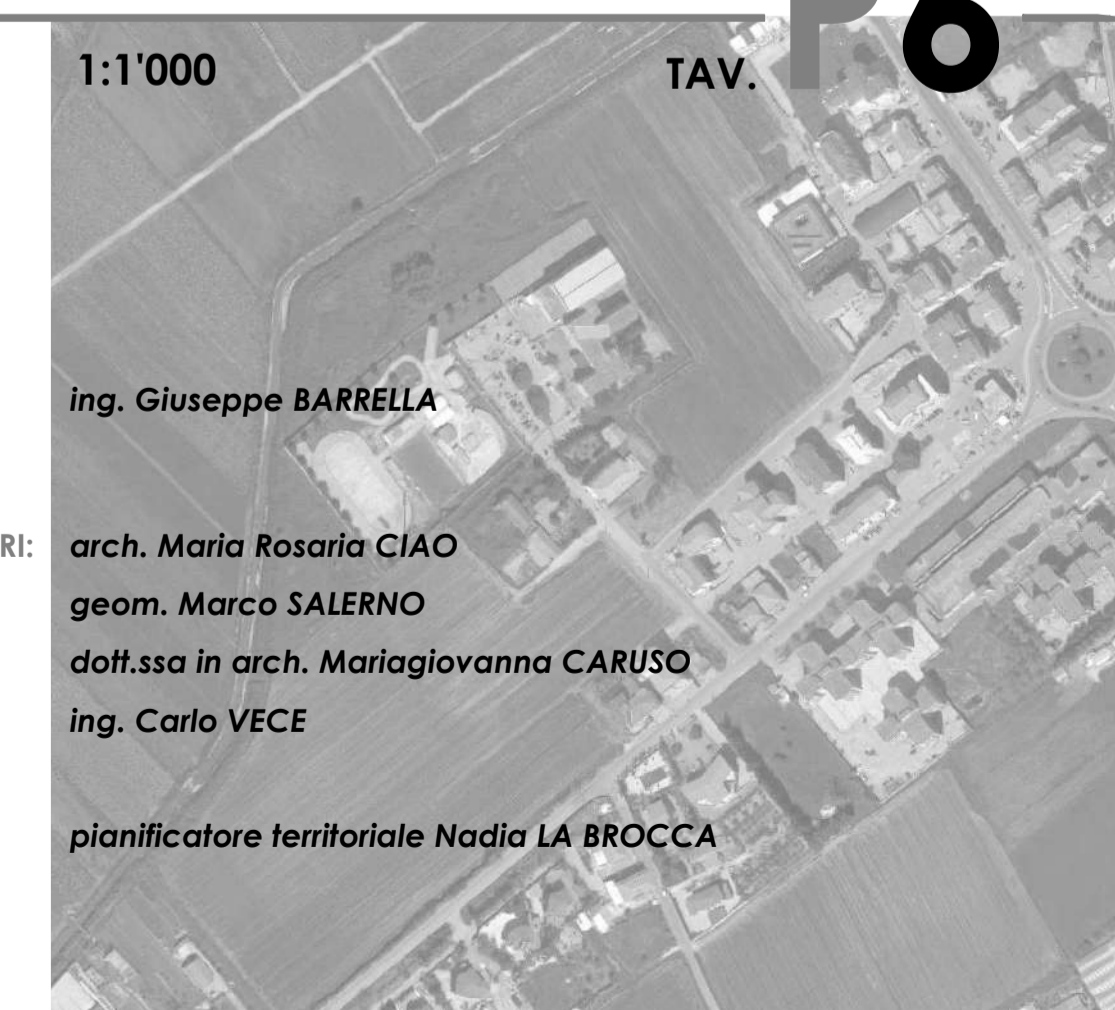 1:1'000
TAV. P6
ing. Giuseppe BARRELLA
RI: arch. Maria Rosaria CIAO
geom. Marco SALERNO
dott.ssa in arch. Mariagiovanna CARUSO
ing. Carlo VECE
pianificatore territoriale Nadia LA BROCCA